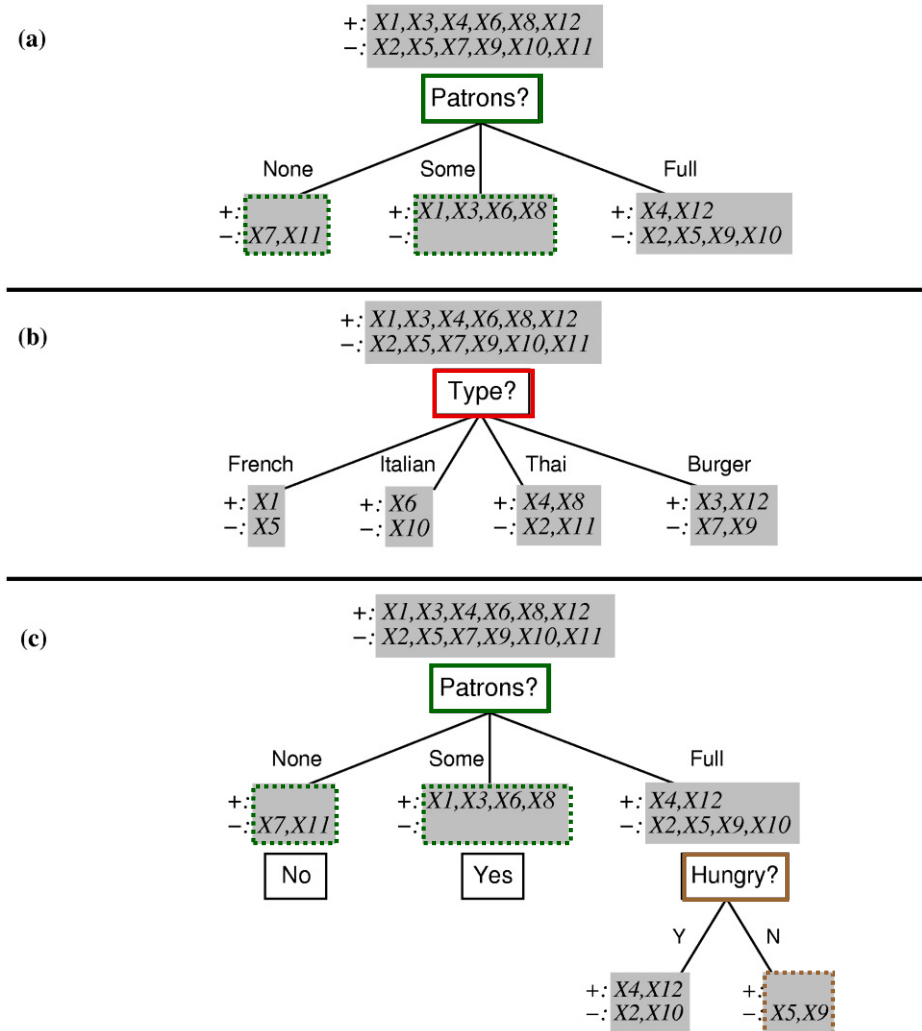 (a)
+: X1,X3,X4,X6,X8,X12
−: X2,X5,X7,X9,X10,X11
Patrons?
None Some Full
+: +: X1,X3,X6,X8 +: X4,X12
−: X7,X11 −: −: X2,X5,X9,X10
(b)
+: X1,X3,X4,X6,X8,X12
−: X2,X5,X7,X9,X10,X11
Type?
French Italian Thai Burger
+: X1 +: X6 +: X4,X8 +: X3,X12
−: X5 −: X10 −: X2,X11 −: X7,X9
(c)
+: X1,X3,X4,X6,X8,X12
−: X2,X5,X7,X9,X10,X11
Patrons?
None Some Full
+: +: X1,X3,X6,X8 +: X4,X12
−: X7,X11 −: −: X2,X5,X9,X10
No Yes Hungry?
Y N
+: X4,X12 +:
−: X2,X10 −: X5,X9